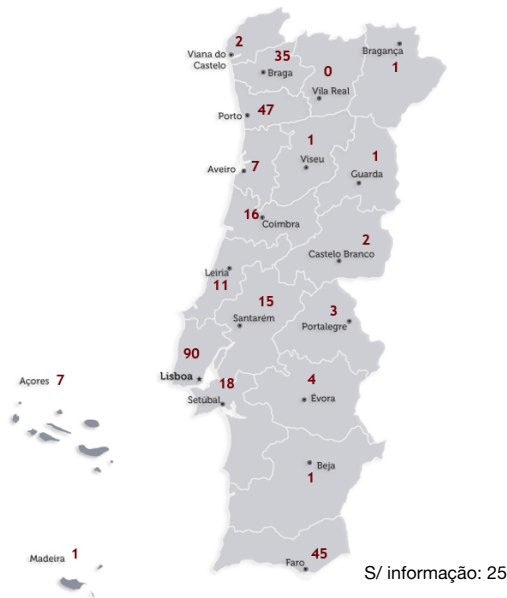 2
Viana do
Castelo
35
Braga
0
Vila Real
Bragança
1
47
Porto
1
Viseu
1
Guarda
7
Aveiro
16
Coimbra
2
Castelo Branco
Leiria
11
15
Santarém
3
Portalegre
90
Lisboa
18
Setúbal
4
Évora
Açores 7
Beja
1
Madeira 1
45
Faro
S/ informação: 25